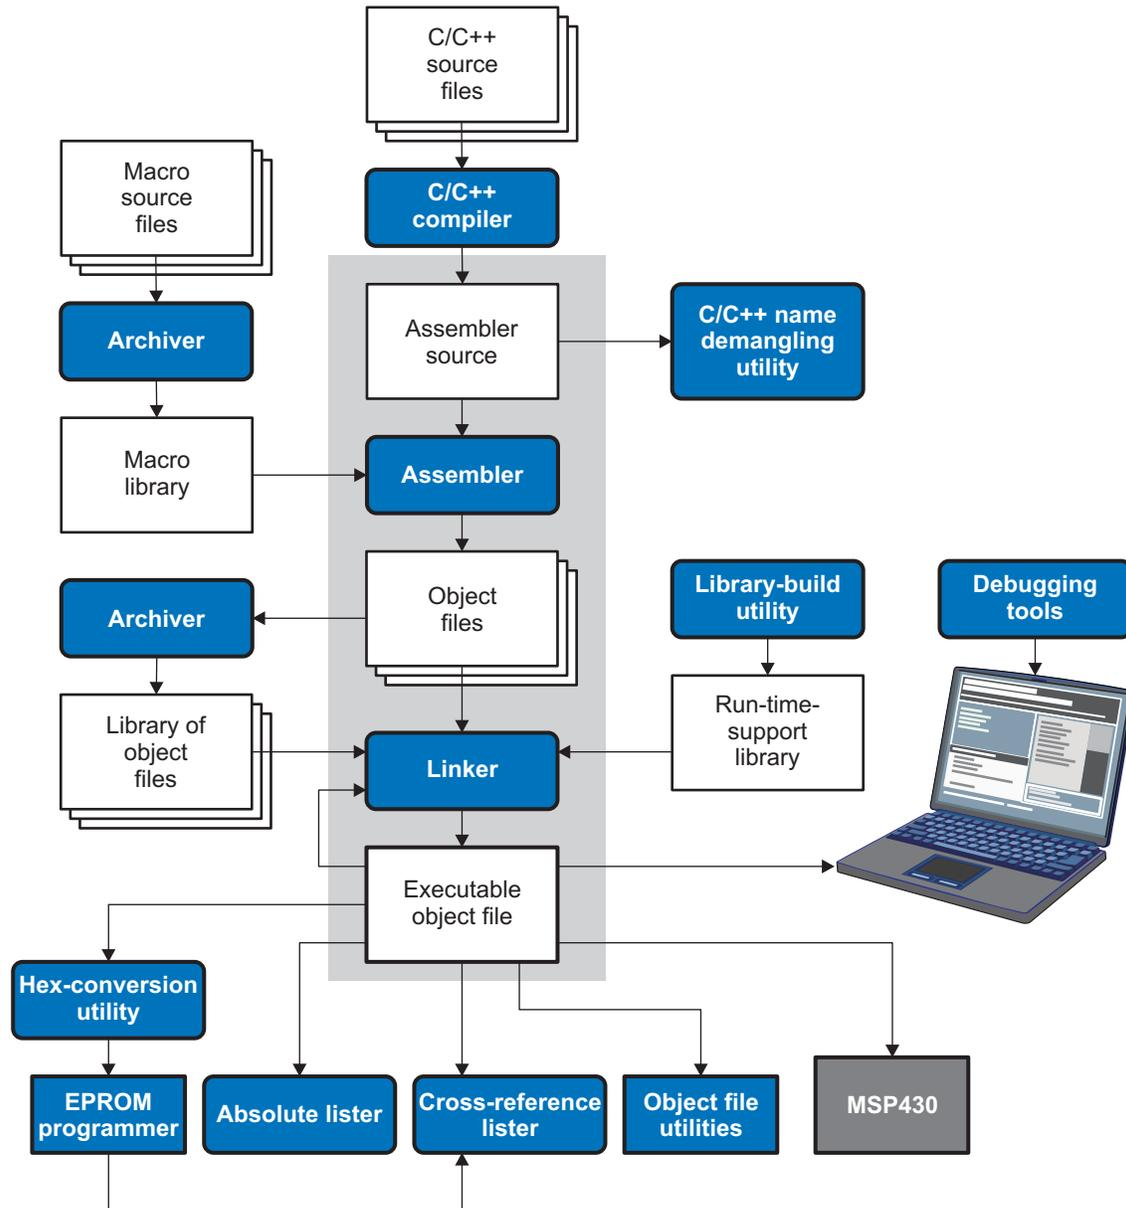 C/C++
source
files
Macro
source
files
C/C++
compiler
Archiver
Assembler
source
C/C++ name
demangling
utility
Macro
library
Assembler
Archiver
Object
files
Library-build
utility
Debugging
tools
Library of
object
files
Linker
Run-time-
support
library
Executable
object file
Hex-conversion
utility
EPROM
programmer
Absolute lister
Cross-reference
lister
Object file
utilities
MSP430